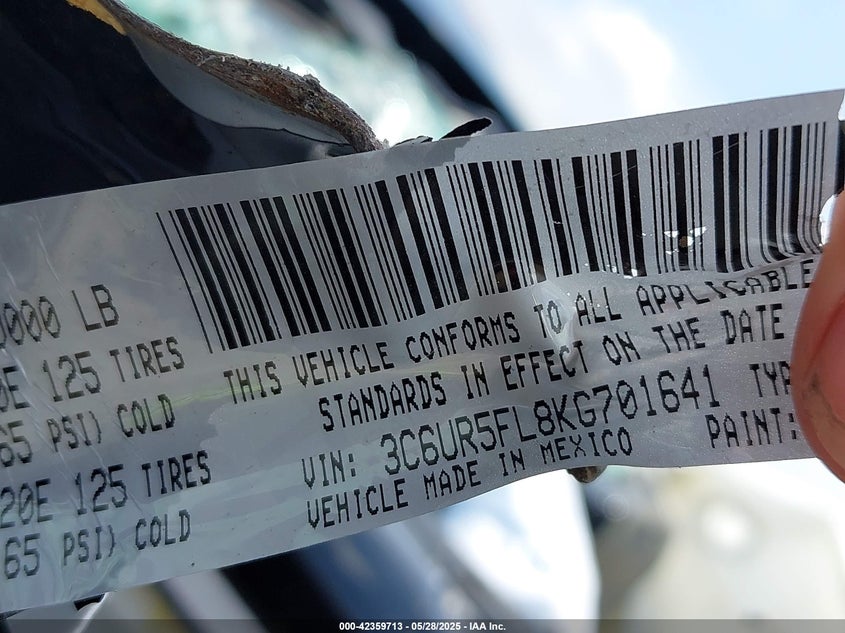 000 LB
0E 125 TIRES
65 PSI) COLD
20E 125 TIRES
65 PSI) COLD
THIS VEHICLE CONFORMS TO ALL APPLICABLE
STANDARDS IN EFFECT ON THE DATE
VIN: 3C6UR5FL8KG701641 TYP
VEHICLE MADE IN MEXICO PAINT:
000-42359713 - 05/28/2025 - IAA Inc.